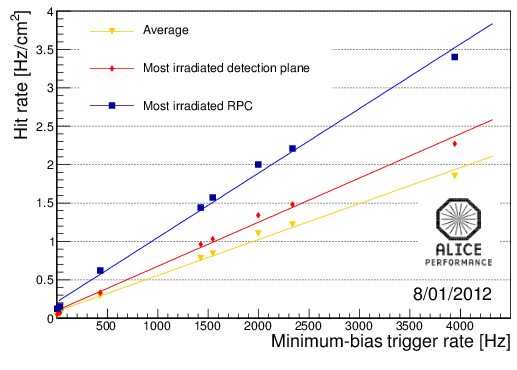 4
3.5
3
2.5
2
1.5
1
0.5
0
Hit rate [Hz/cm²]
Average
Most irradiated detection plane
Most irradiated RPC
ALICE
PERFORMANCE
8/01/2012
500 1000 1500 2000 2500 3000 3500 4000
Minimum-bias trigger rate [Hz]